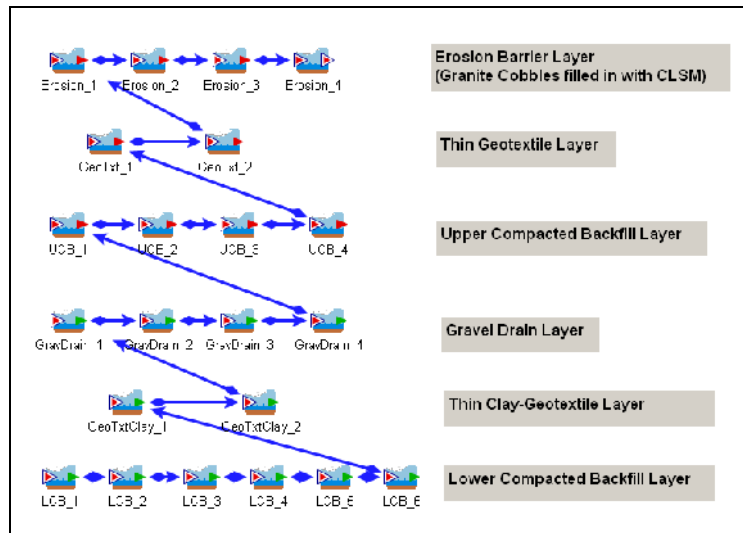 Erosion_1 Erosion_2 Erosion_3 Erosion_4
Erosion Barrier Layer
(Granite Cobbles filled in with CLSM)
GeoTxt_1 GeoTxt_2
Thin Geotextile Layer
UCB_1 UCB_2 UCB_3 UCB_4
Upper Compacted Backfill Layer
GravDrain_1 GravDrain_2 GravDrain_3 GravDrain_4
Gravel Drain Layer
GeoTxtClay_1 GeoTxtClay_2
Thin Clay-Geotextile Layer
LCB_1 LCB_2 LCB_3 LCB_4 LCB_5 LCB_6
Lower Compacted Backfill Layer